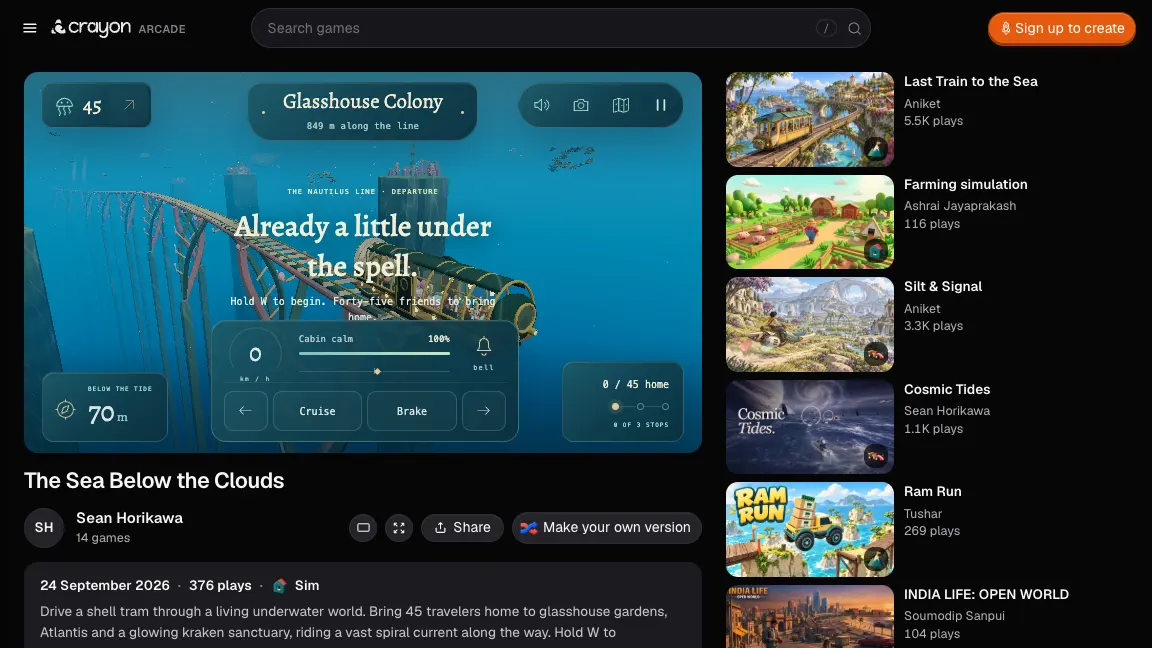 crayon ARCADE
Search games
/
Sign up to create
45
Glasshouse Colony
849 m along the line
THE NAUTILUS LINE · DEPARTURE
Already a little under
the spell.
Hold W to begin. Forty-five friends to bring
home.
0
km / h
Cabin calm 100%
bell
← Cruise Brake →
BELOW THE TIDE
70 m
0 / 45 home
0 OF 3 STOPS
The Sea Below the Clouds
SH
Sean Horikawa
14 games
Share
Make your own version
24 September 2026 · 376 plays · Sim
Drive a shell tram through a living underwater world. Bring 45 travelers home to glasshouse gardens,
Atlantis and a glowing kraken sanctuary, riding a vast spiral current along the way. Hold W to
Last Train to the Sea
Aniket
5.5K plays
Farming simulation
Ashrai Jayaprakash
116 plays
Silt & Signal
Aniket
3.3K plays
Cosmic
Tides.
Cosmic Tides
Sean Horikawa
1.1K plays
RAM
RUN
Ram Run
Tushar
269 plays
INDIA LIFE
OPEN WORLD
INDIA LIFE: OPEN WORLD
Soumodip Sanpui
104 plays